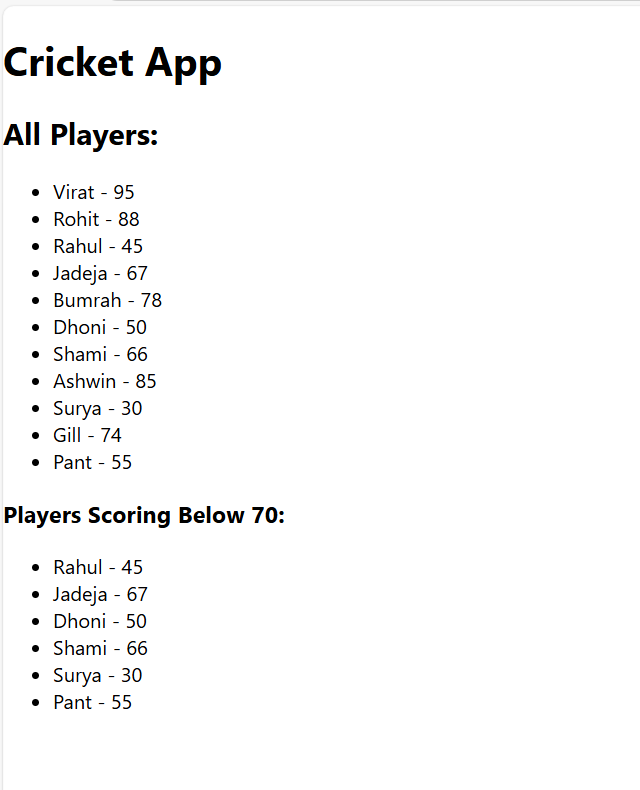 Cricket App
All Players:
Virat - 95
Rohit - 88
Rahul - 45
Jadeja - 67
Bumrah - 78
Dhoni - 50
Shami - 66
Ashwin - 85
Surya - 30
Gill - 74
Pant - 55
Players Scoring Below 70:
Rahul - 45
Jadeja - 67
Dhoni - 50
Shami - 66
Surya - 30
Pant - 55